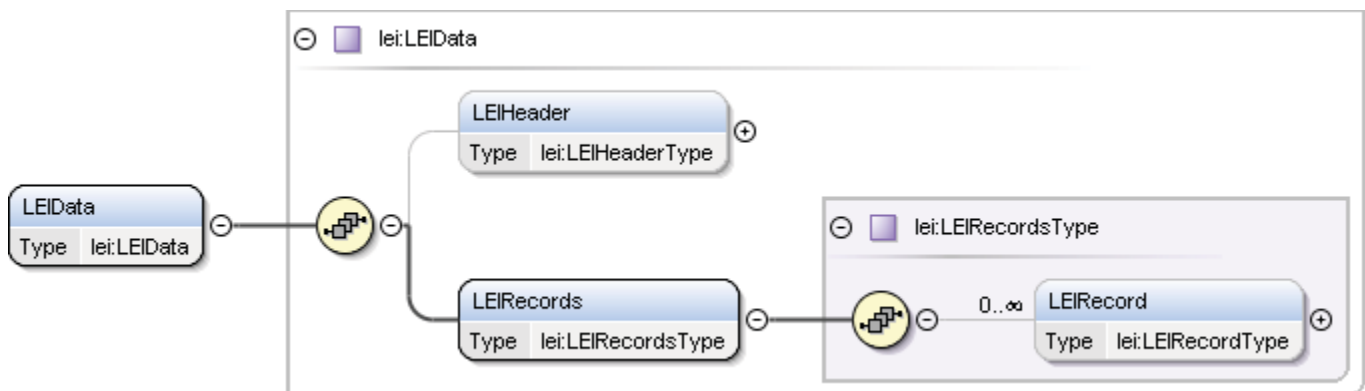 lei:LEIData
LEIHeader
Type lei:LEIHeaderType
LEIData
Type lei:LEIData
lei:LEIRecordsType
LEIRecords
Type lei:LEIRecordsType
0..∞
LEIRecord
Type lei:LEIRecordType